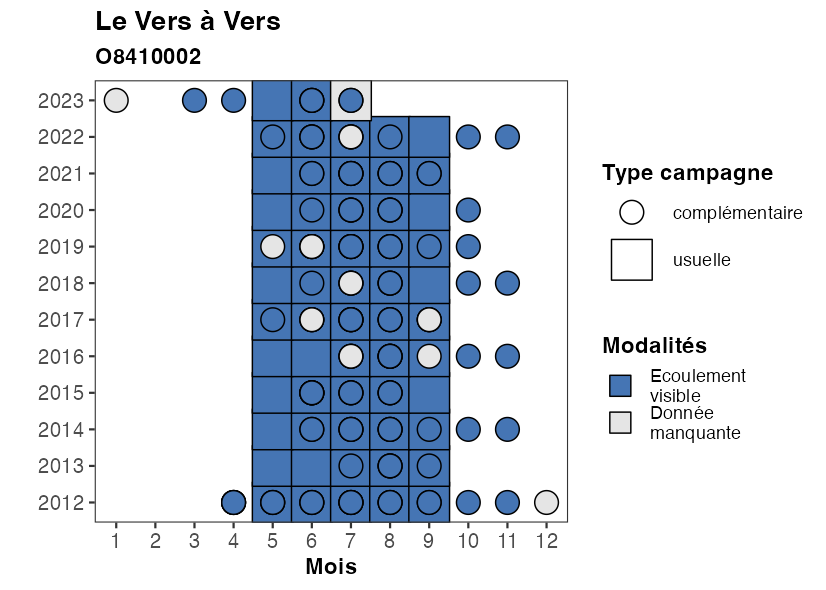 Le Vers à Vers
O8410002
2023
2022
2021
2020
2019
2018
2017
2016
2015
2014
2013
2012
1 2 3 4 5 6 7 8 9 10 11 12
Mois
Type campagne
complémentaire
usuelle
Modalités
Ecoulement
visible
Donnée
manquante